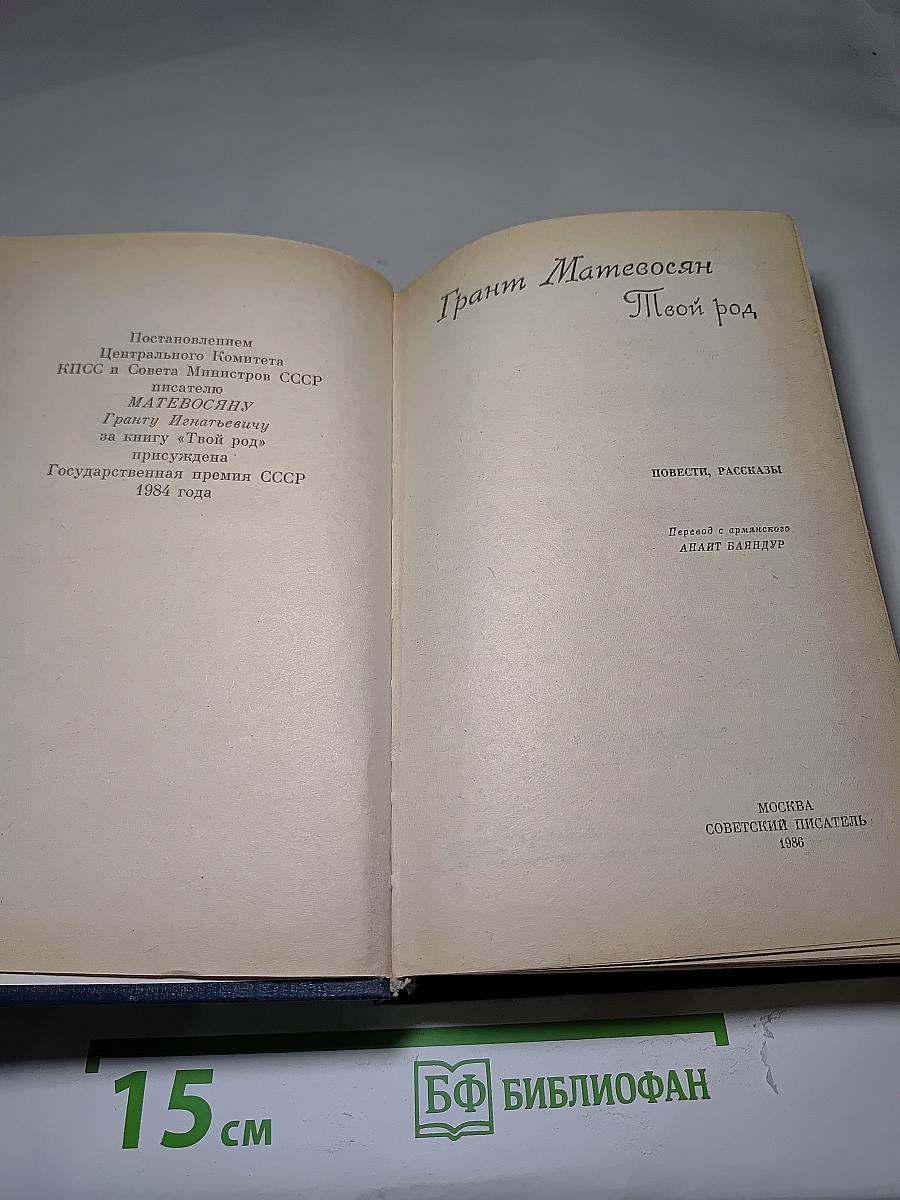 Постановлением
Центрального Комитета
КПСС и Совета Министров СССР
писателю
МАТЕВОСЯНУ
Гранту Игнатьевичу
за книгу «Твой род»
присуждена
Государственная премия СССР
1984 года
Грант Матевосян
Твой род
ПОВЕСТИ, РАССКАЗЫ
Перевод с армянского
АНАИТ БАЯНДУР
МОСКВА
СОВЕТСКИЙ ПИСАТЕЛЬ
1986
15 см
БФ БИБЛИОФАН